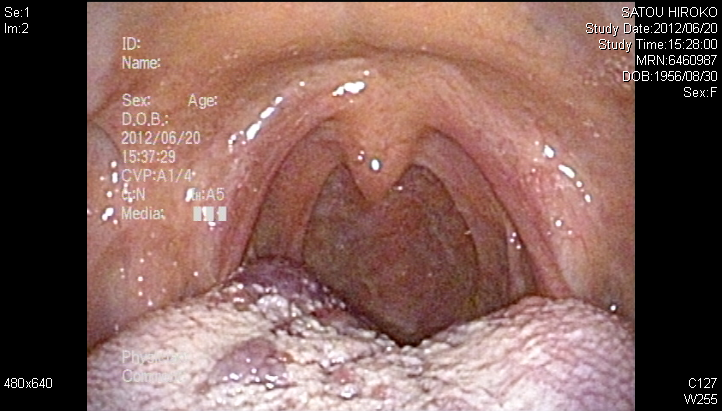 Se:1
Im:2
SATOU HIROKO
Study Date:2012/06/20
Study Time:15:28:00
MRN:6460987
DOB:1956/08/30
Sex:F
ID:
Name:
Sex: Age:
D.O.B.:
2012/06/20
15:37:29
CVP:A1/4
:N :A5
Media:
480x640
C127
W255